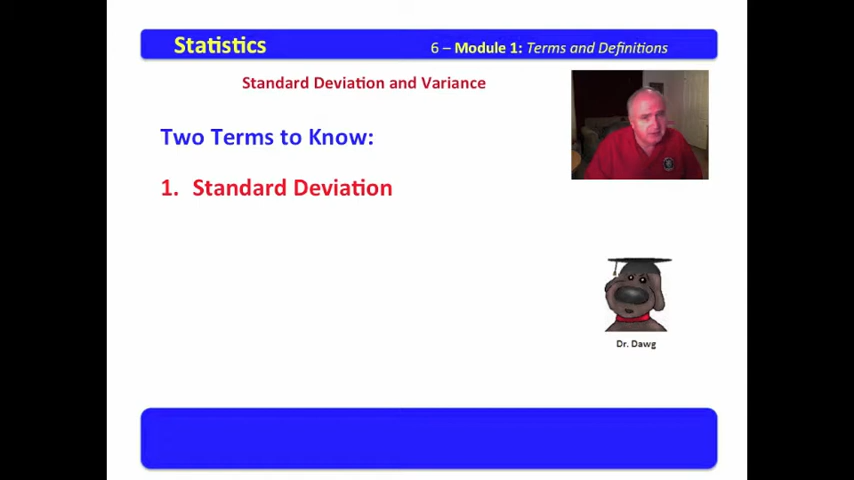 Statistics
6 – Module 1: Terms and Definitions
Standard Deviation and Variance
Two Terms to Know:
1. Standard Deviation
Dr. Dawg